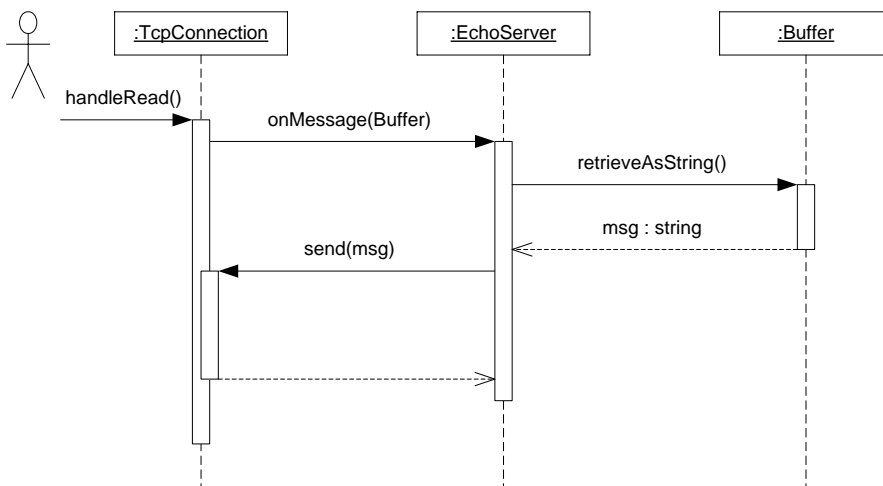 :TcpConnection
:EchoServer
:Buffer
handleRead()
onMessage(Buffer)
retrieveAsString()
msg : string
send(msg)